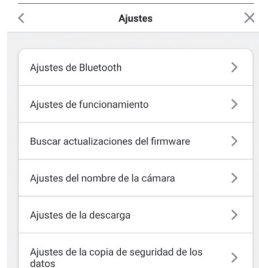 Ajustes
Ajustes de Bluetooth
Ajustes de funcionamiento
Buscar actualizaciones del firmware
Ajustes del nombre de la cámara
Ajustes de la descarga
Ajustes de la copia de seguridad de los
datos